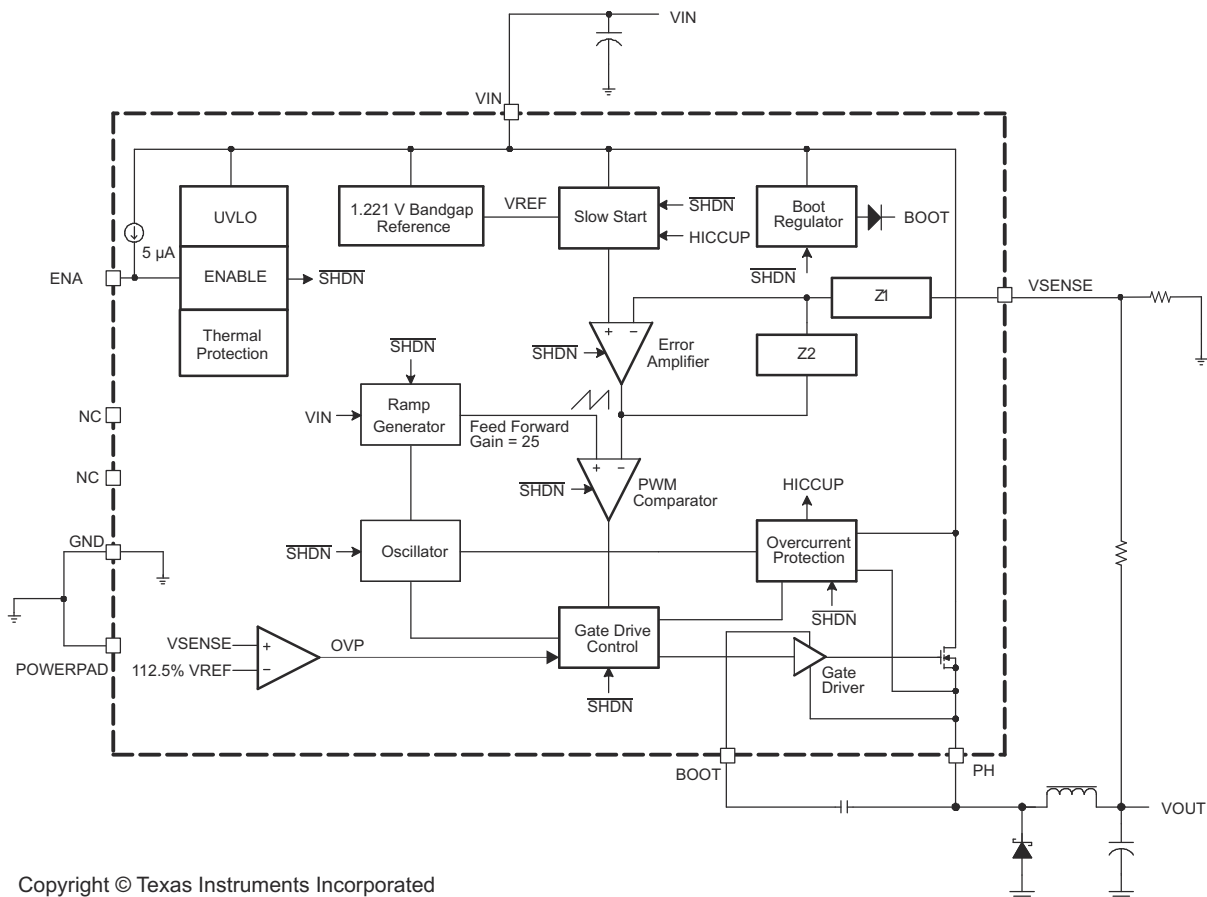 VIN
VIN
UVLO
1.221 V Bandgap
Reference
VREF
Slow Start
SHDN
HICCUP
Boot
Regulator
BOOT
SHDN
5 µA
ENA
ENABLE
SHDN
Thermal
Protection
Z1
VSENSE
Z2
+ −
SHDN
Error
Amplifier
SHDN
VIN
Ramp
Generator
Feed Forward
Gain = 25
NC
NC
+ −
SHDN
PWM
Comparator
HICCUP
GND
SHDN
Oscillator
Overcurrent
Protection
SHDN
POWERPAD
VSENSE
+
112.5% VREF
−
OVP
Gate Drive
Control
SHDN
Gate
Driver
BOOT
PH
VOUT
Copyright © Texas Instruments Incorporated